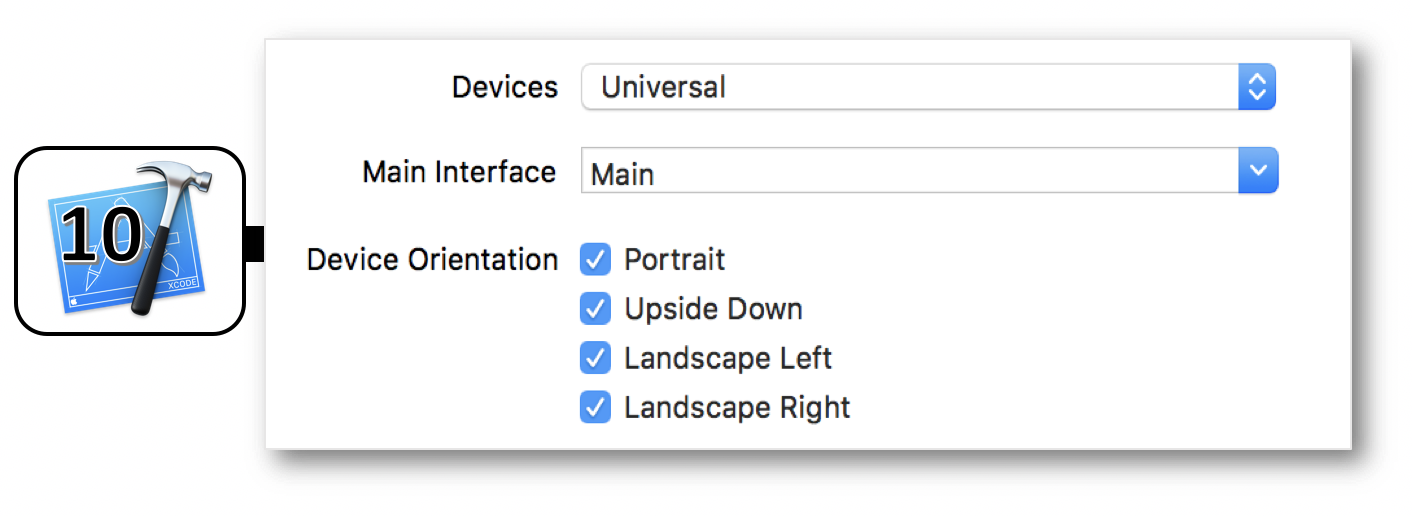 Devices Universal
Main Interface Main
10
XCODE
Device Orientation Portrait
Upside Down
Landscape Left
Landscape Right